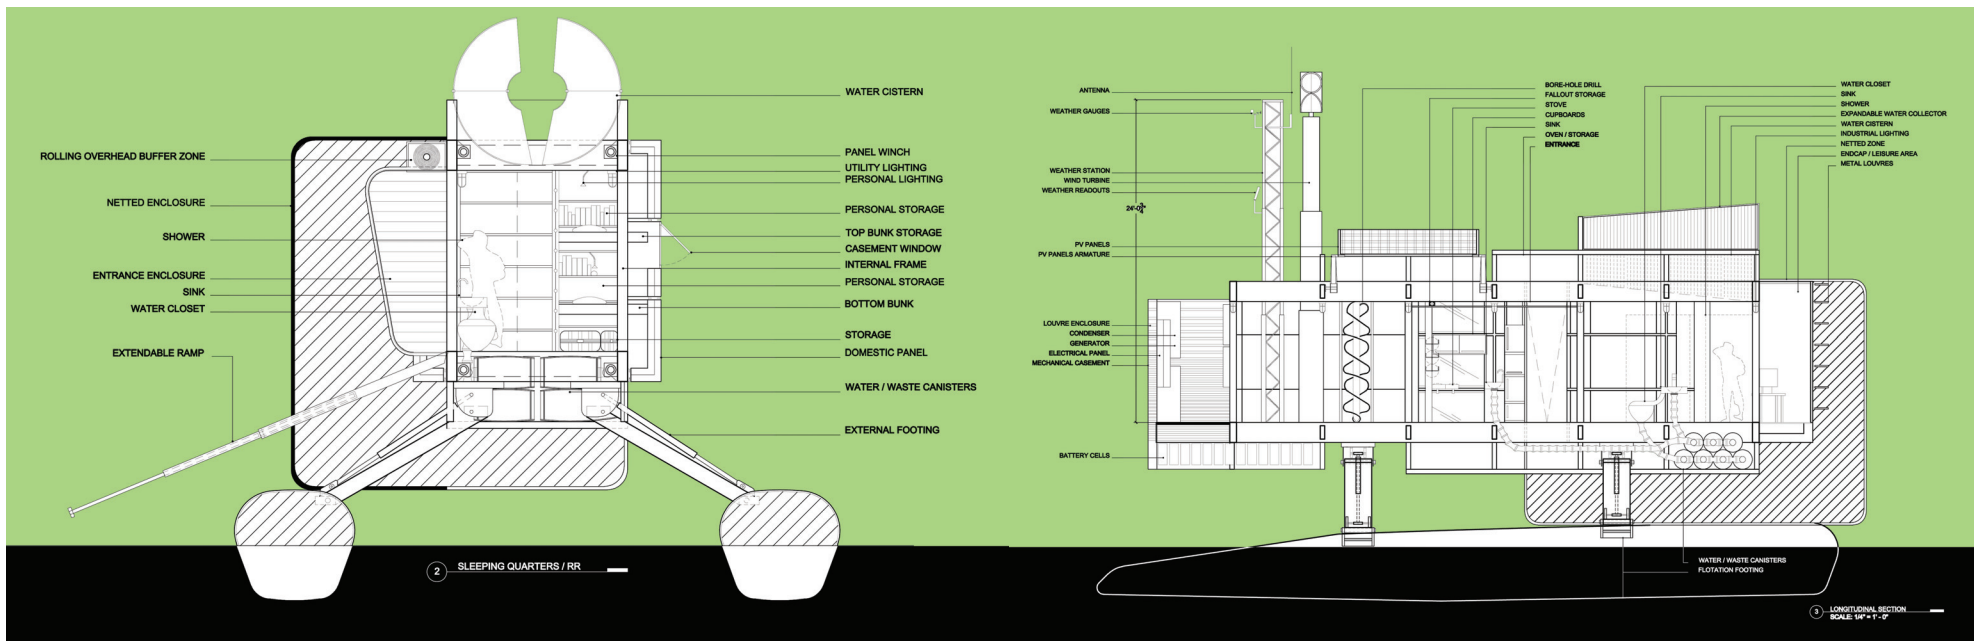 ROLLING OVERHEAD BUFFER ZONE
NETTED ENCLOSURE
SHOWER
ENTRANCE ENCLOSURE
SINK
WATER CLOSET
EXTENDABLE RAMP
WATER CISTERN
PANEL WINCH
UTILITY LIGHTING
PERSONAL LIGHTING
PERSONAL STORAGE
TOP BUNK STORAGE
CASEMENT WINDOW
INTERNAL FRAME
PERSONAL STORAGE
BOTTOM BUNK
STORAGE
DOMESTIC PANEL
WATER / WASTE CANISTERS
EXTERNAL FOOTING
2 SLEEPING QUARTERS / RR
ANTENNA
WEATHER GAUGES
WEATHER STATION
WIND TURBINE
WEATHER READOUTS
PV PANELS
PV PANELS ARMATURE
LOUVRE ENCLOSURE
CONDENSER
GENERATOR
ELECTRICAL PANEL
MECHANICAL CASEMENT
BATTERY CELLS
BORE-HOLE DRILL
FALLOUT STORAGE
STOVE
CUPBOARDS
SINK
OVEN / STORAGE
ENTRANCE
WATER CLOSET
SINK
SHOWER
EXPANDABLE WATER COLLECTOR
WATER CISTERN
INDUSTRIAL LIGHTING
NETTED ZONE
ENDCAP / LEISURE AREA
METAL LOUVRES
WATER / WASTE CANISTERS
FLOTATION FOOTING
3 LONGITUDINAL SECTION
SCALE: 1/4" = 1' - 0"